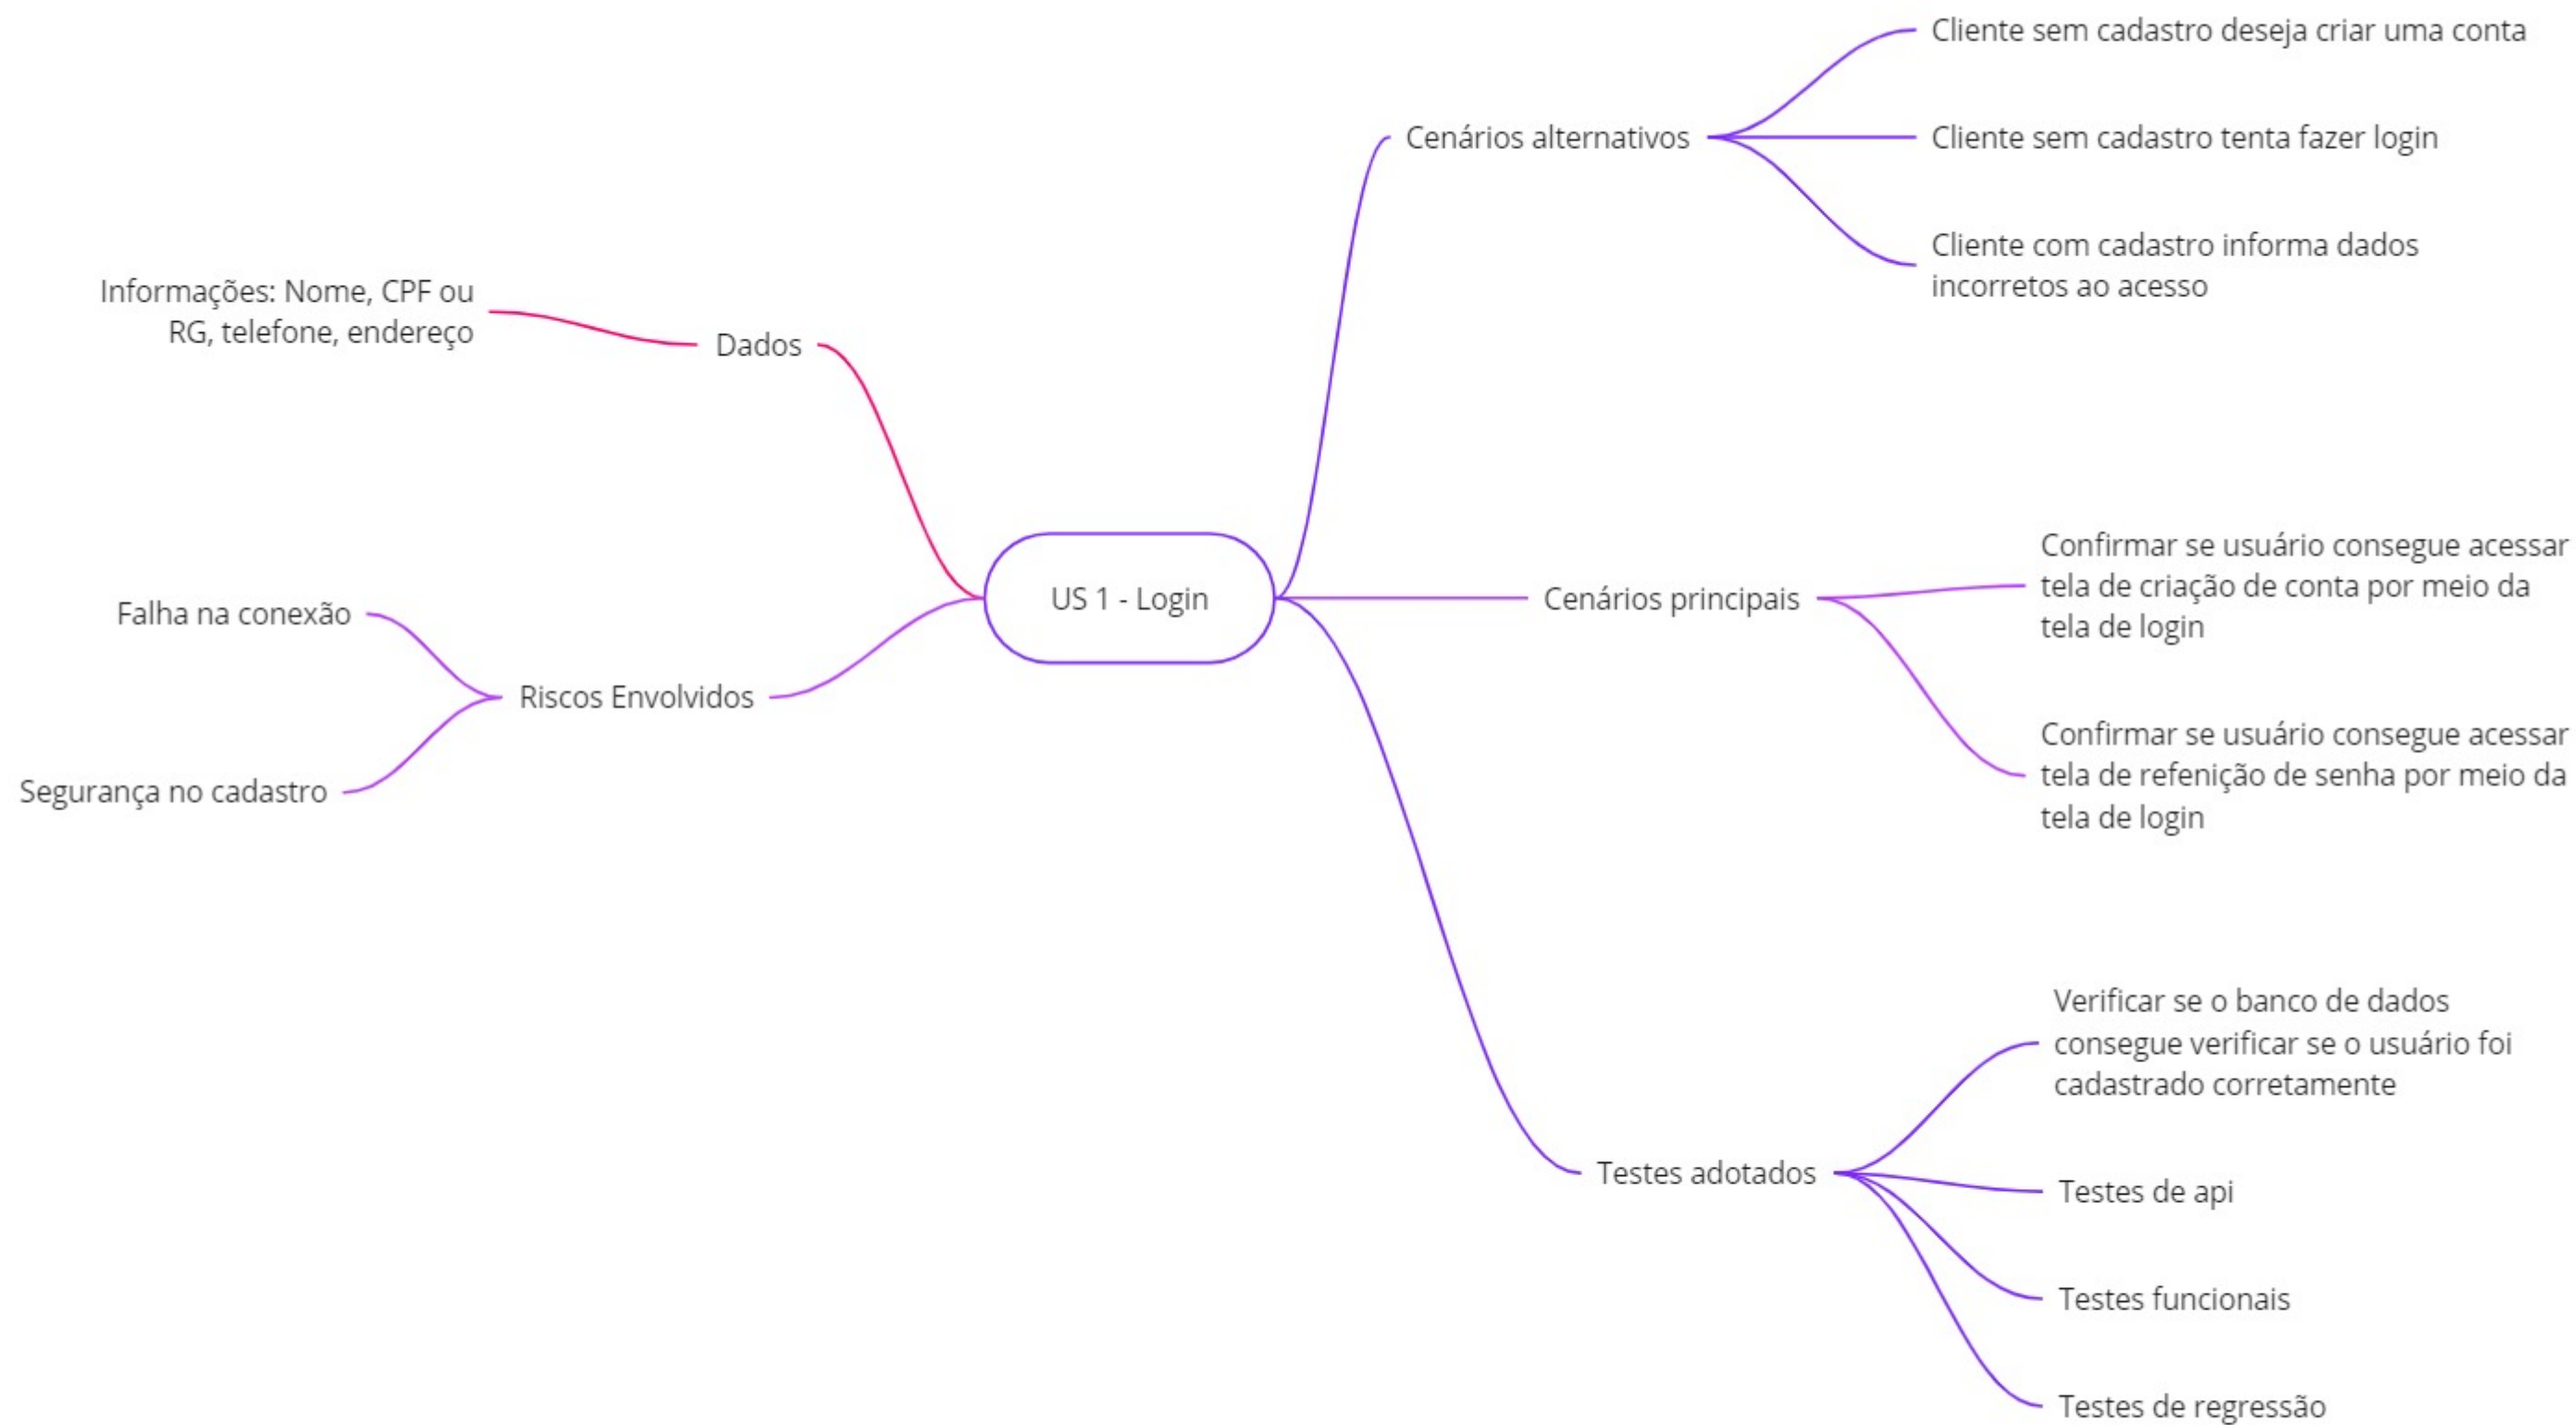 US 1 - Login
Dados
Informações: Nome, CPF ou
RG, telefone, endereço
Riscos Envolvidos
Falha na conexão
Segurança no cadastro
Cenários alternativos
Cliente sem cadastro deseja criar uma conta
Cliente sem cadastro tenta fazer login
Cliente com cadastro informa dados
incorretos ao acesso
Cenários principais
Confirmar se usuário consegue acessar
tela de criação de conta por meio da
tela de login
Confirmar se usuário consegue acessar
tela de refenição de senha por meio da
tela de login
Testes adotados
Verificar se o banco de dados
consegue verificar se o usuário foi
cadastrado corretamente
Testes de api
Testes funcionais
Testes de regressão